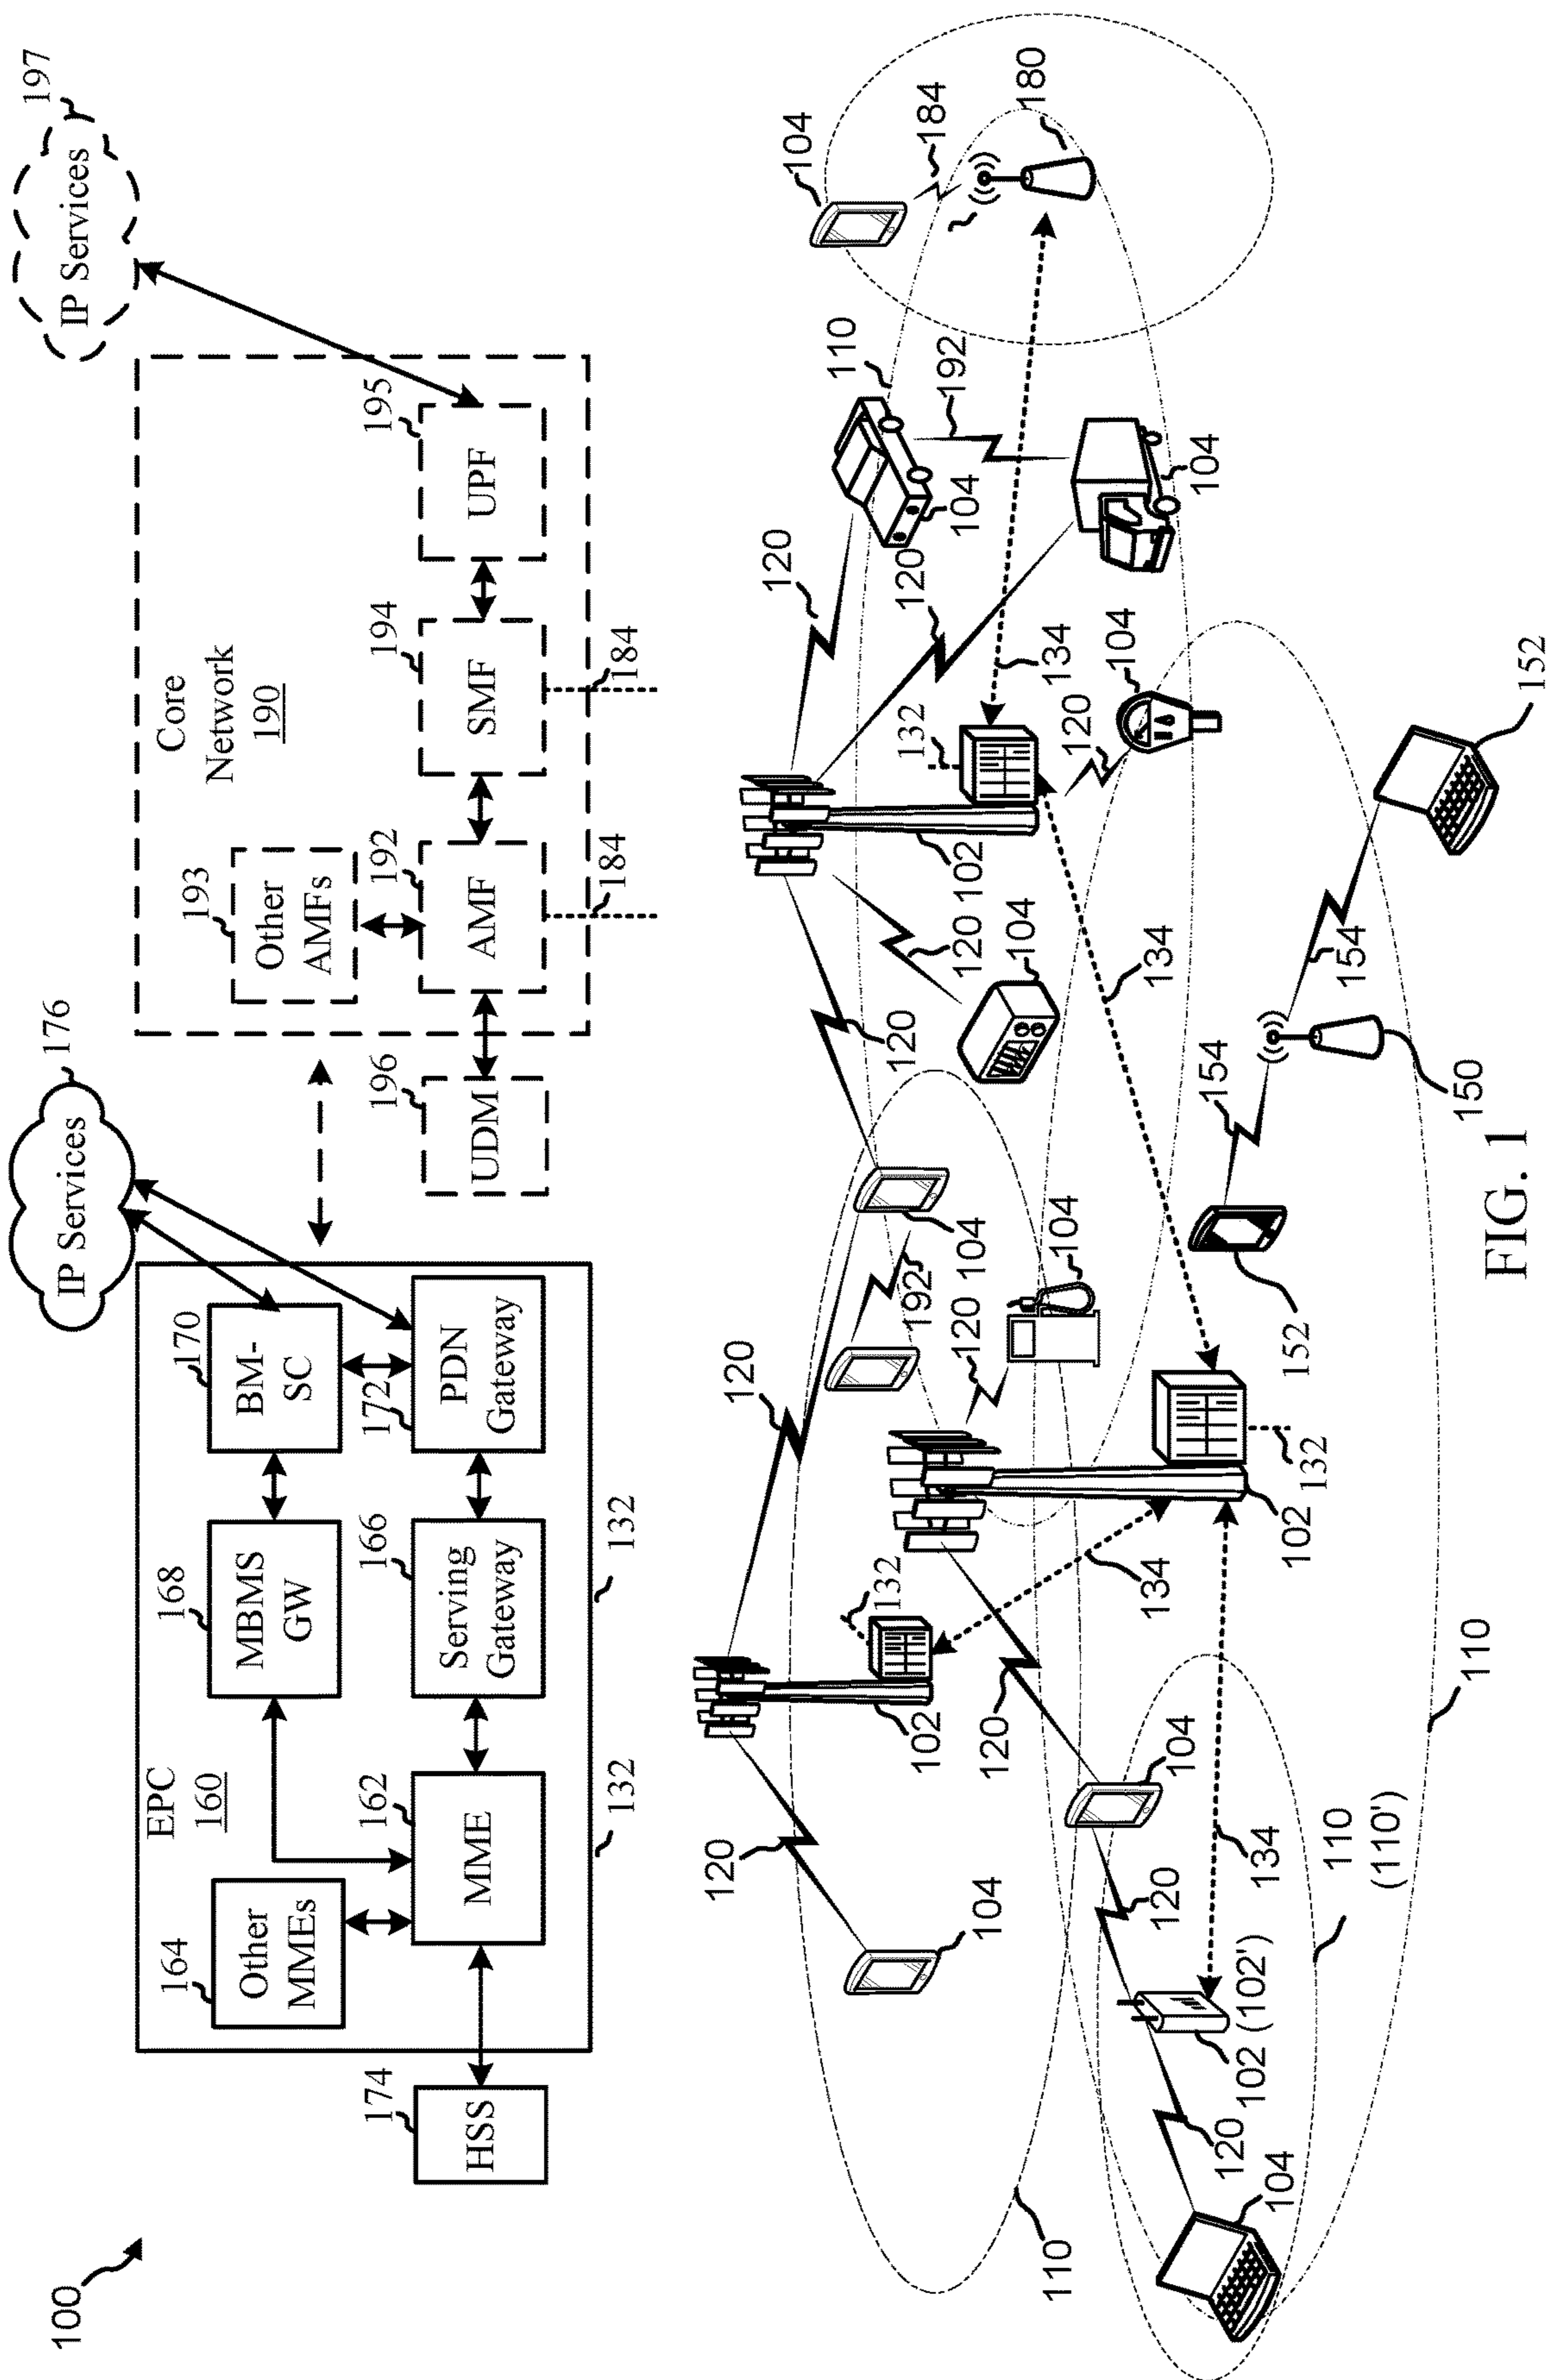 100
EPC
160
164
Other
MMEs
162
MME
174
HSS
168
MBMS
GW
166
Serving
Gateway
170
BM-
SC
172
PDN
Gateway
132
132
IP Services
176
Core
Network
190
193
Other
AMFs
192
AMF
194
SMF
195
UPF
196
UDM
184
184
IP Services
197
120
120
104
102
132
110
192
104
120
104
120
102
132
134
120
104
120
104
110
(110')
102 (102')
120
134
110
120
120
104
102
132
134
120
120
104
110
192
104
120
104
134
104
184
180
152
154
150
154
152
134
FIG. 1